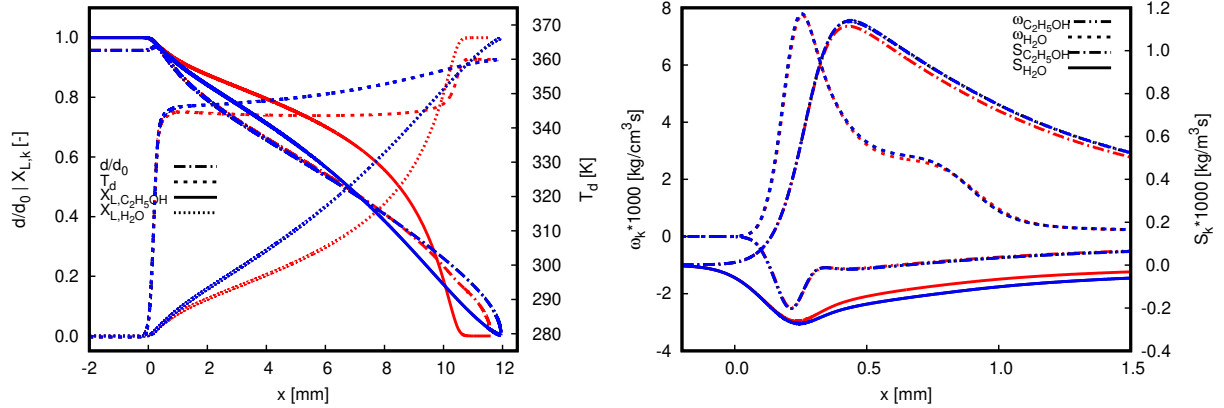 1.0
0.8
0.6
0.4
0.2
0.0
d/d0 | XL,k [-]
d/d0
Td
XL,C2H5OH
XL,H2O
370
360
350
340
330
320
310
300
290
280
Td [K]
-2 0 2 4 6 8 10 12
x [mm]
8
6
4
2
0
-2
-4
ωk*1000 [kg/cm3s]
ωC2H5OH
ωH2O
SC2H5OH
SH2O
1.2
1.0
0.8
0.6
0.4
0.2
0.0
-0.2
-0.4
Sk*1000 [kg/m3s]
0.0 0.5 1.0 1.5
x [mm]